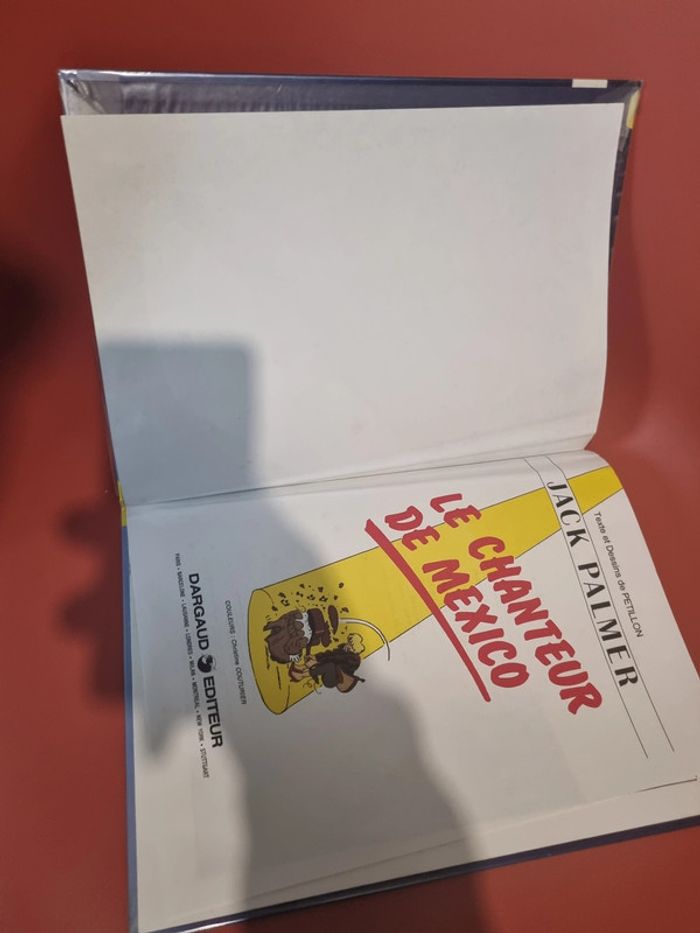 Texte et Dessins de PETILLON
JACK PALMER
LE CHANTEUR
DE MEXICO
COULEURS : Christine COUTURIER
DARGAUD EDITEUR
PARIS • BARCELONE • LAUSANNE • LONDRES • MILAN • MONTREAL • NEW YORK • STUTTGART